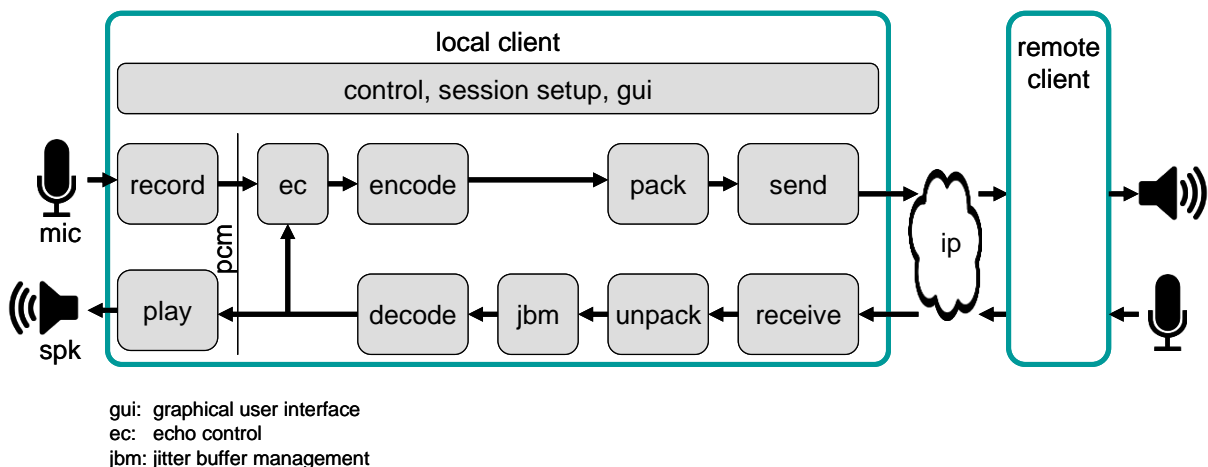 local client
remote
client
control, session setup, gui
record
ec
encode
pack
send
mic
pcm
ip
play
decode
jbm
unpack
receive
spk
gui: graphical user interface
ec: echo control
jbm: jitter buffer management